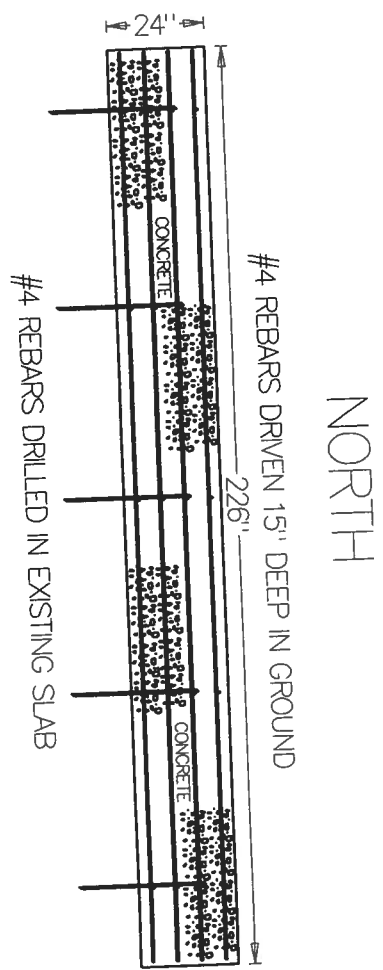 NORTH
#4 REBARS DRIVEN 15" DEEP IN GROUND
226"
24"
CONCRETE
CONCRETE
#4 REBARS DRILLED IN EXISTING SLAB